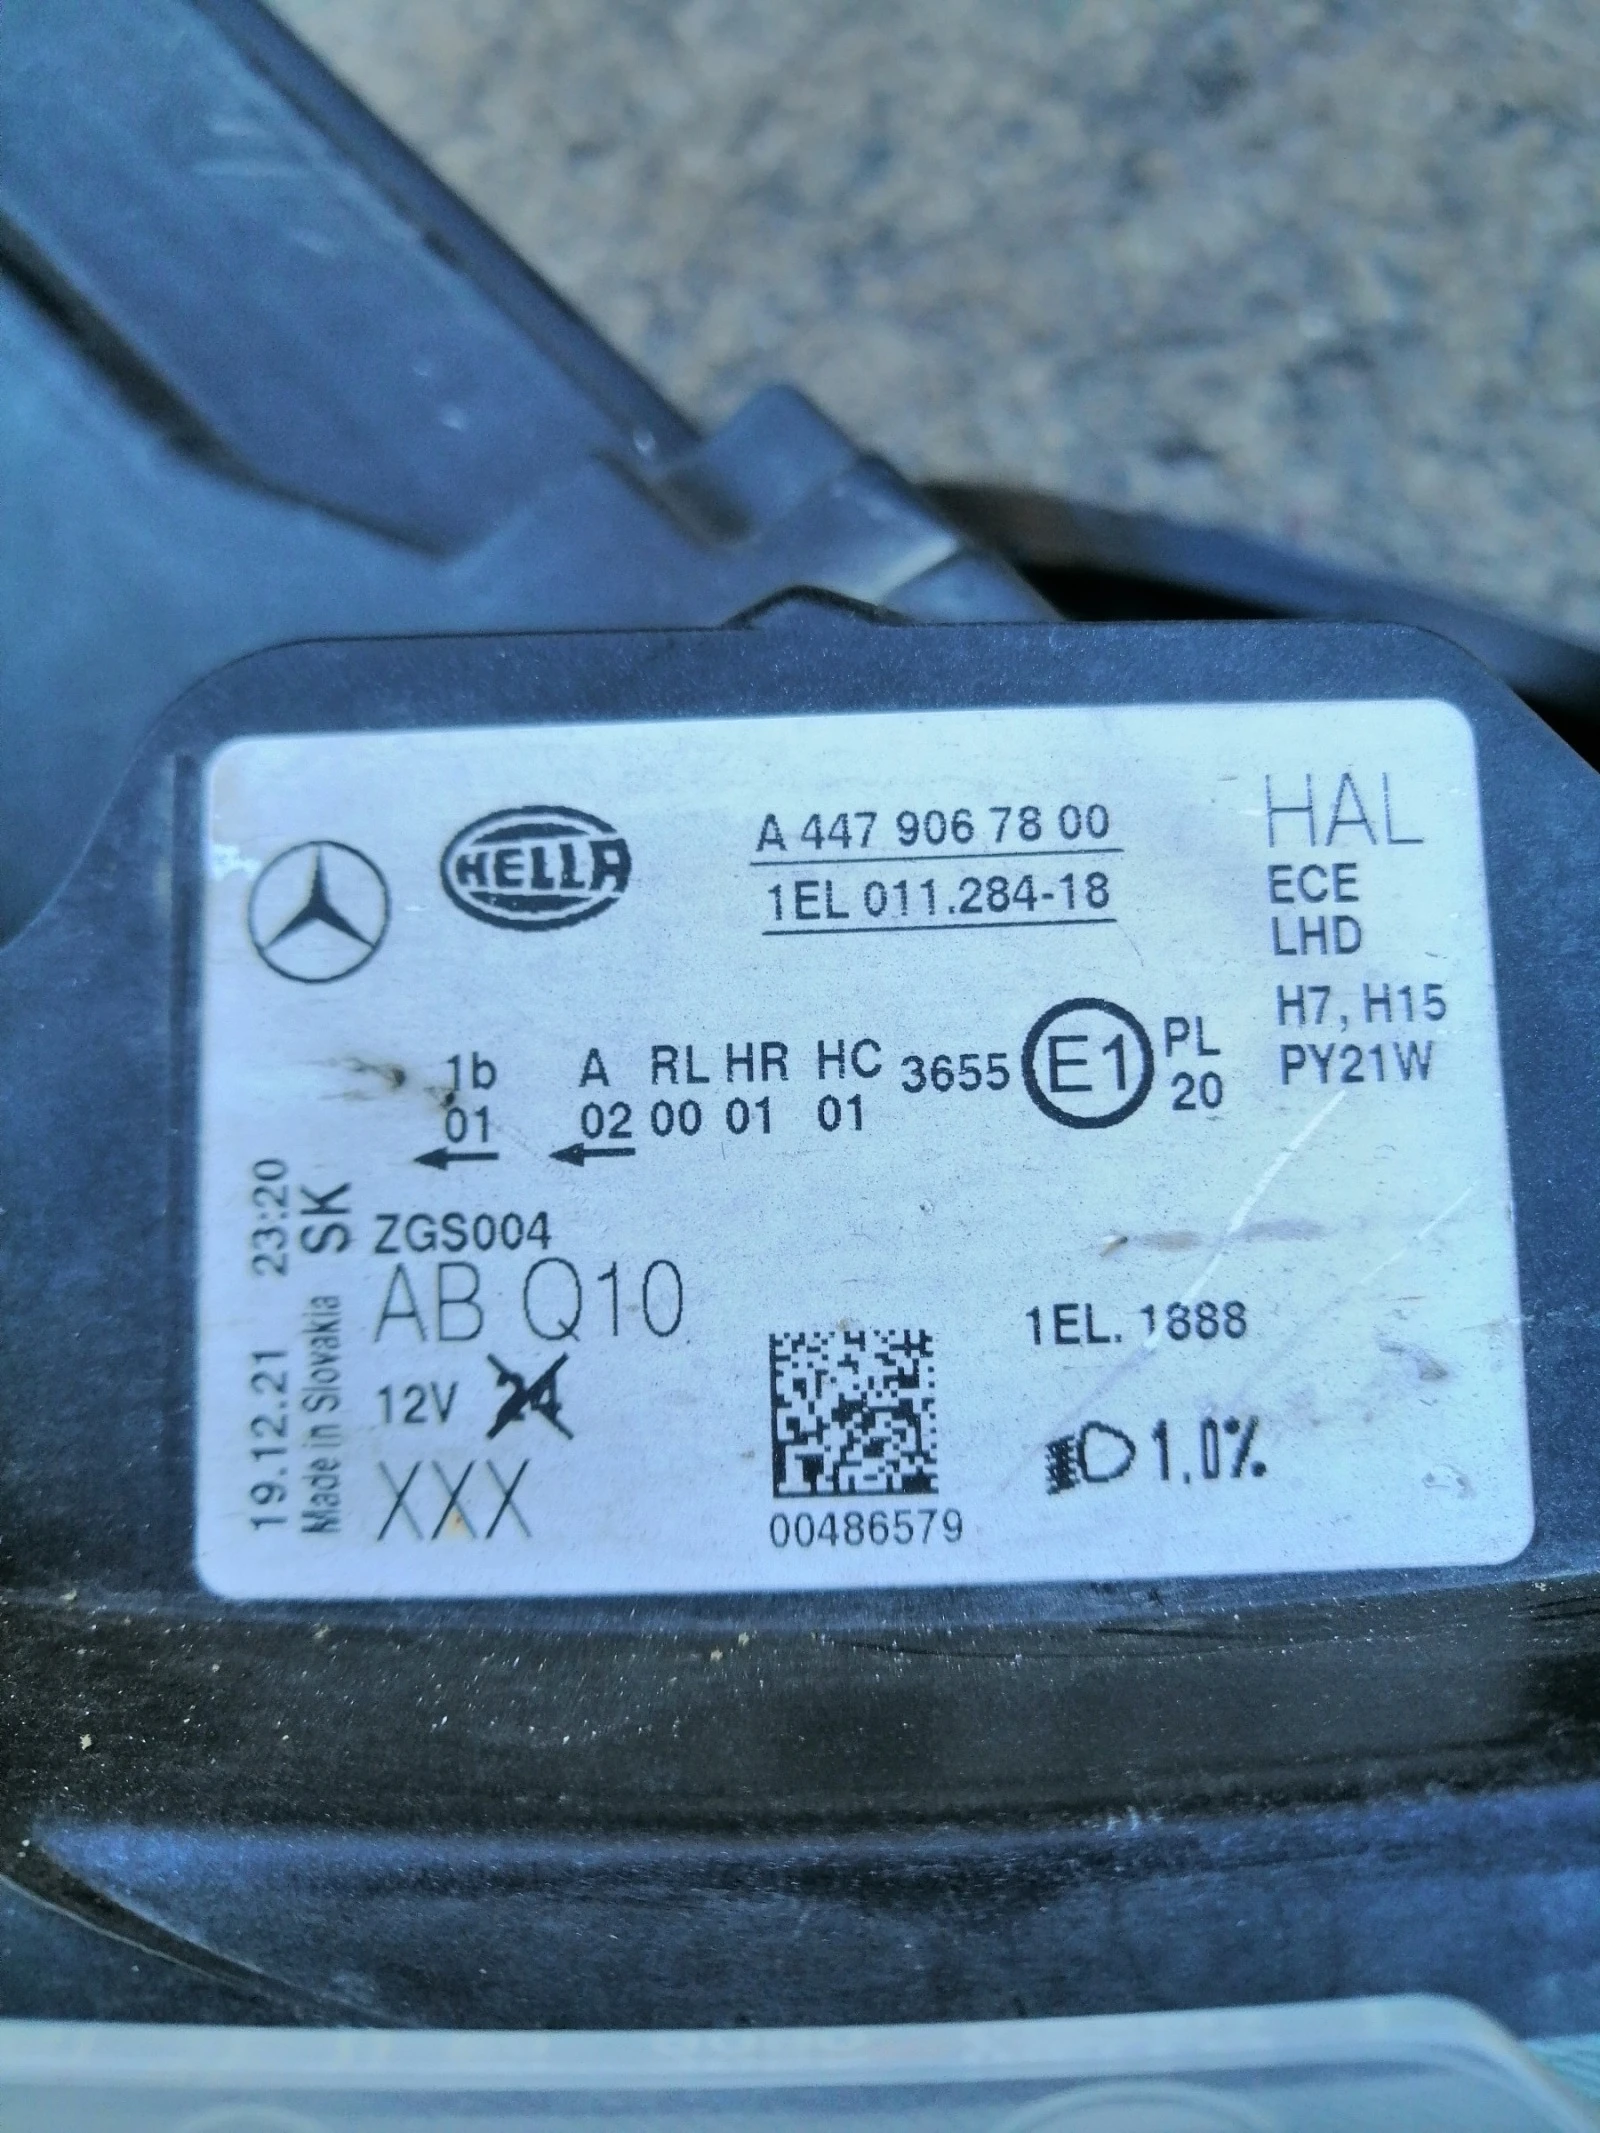 HELLA
A 447 906 78 00
1EL 011.284-18
HAL
ECE
LHD
H7, H15
PY21W
1b A RL HR HC 3655 E1 PL
01 02 00 01 01 20
ZGS004
AB Q10
12V 24
XXX
19.12.21 23:20
Made in Slovakia SK
1EL. 1888
1.0%
00486579